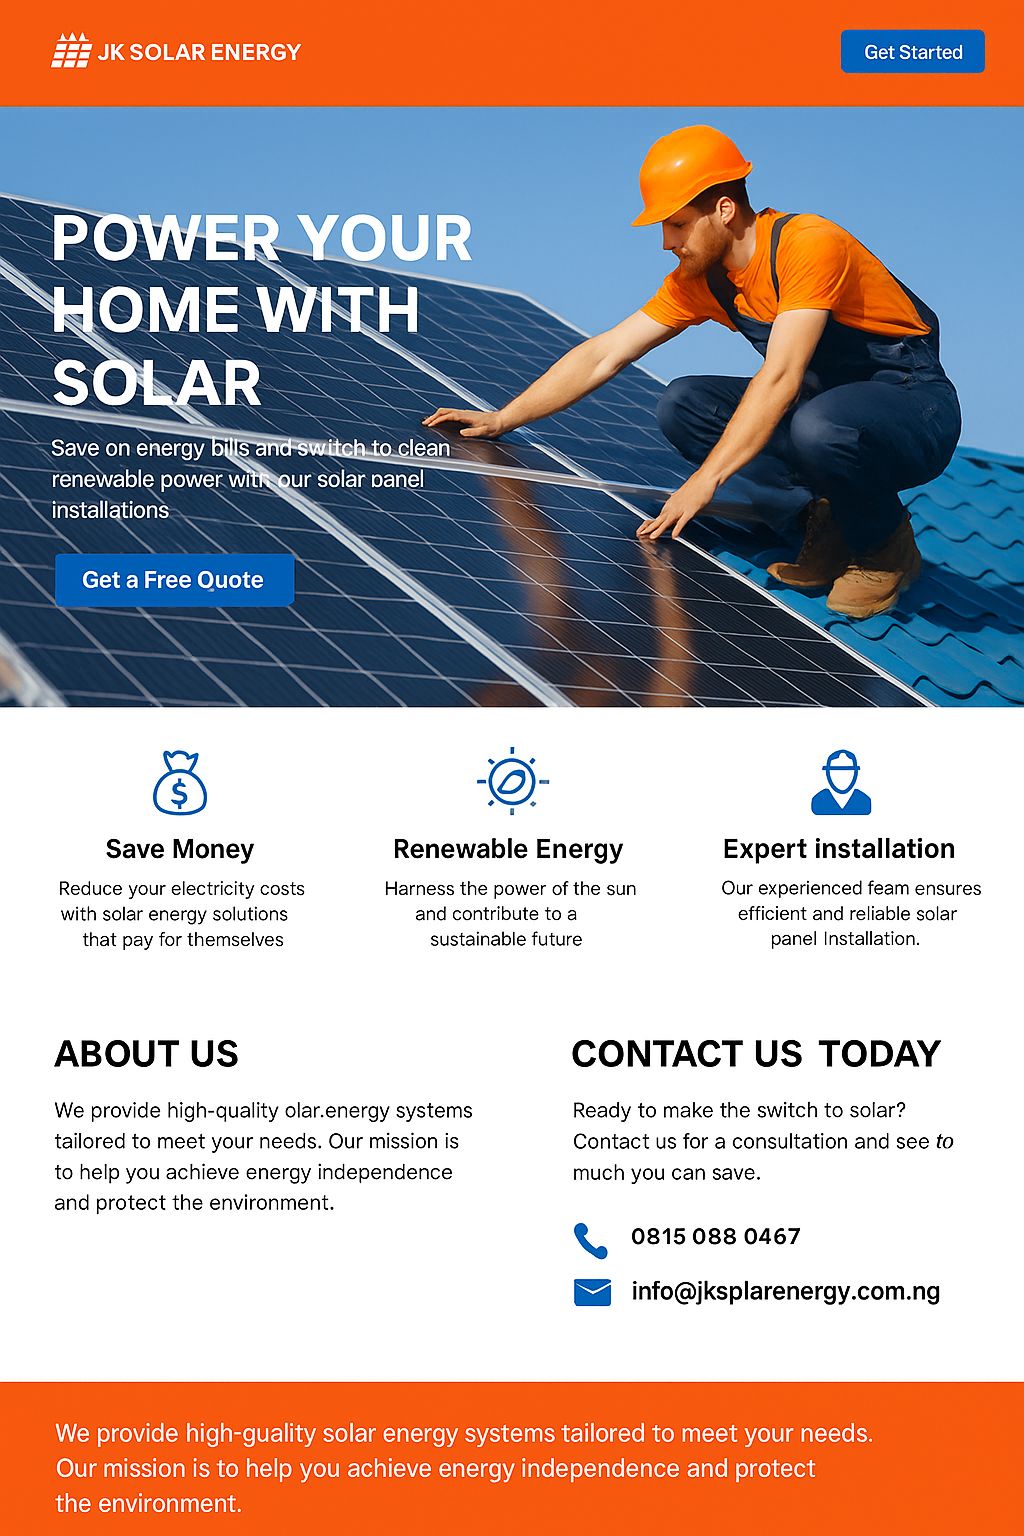 JK SOLAR ENERGY
Get Started
POWER YOUR
HOME WITH
SOLAR
Save on energy bills and switch to clean
renewable power with our solar panel
installations
Get a Free Quote
Save Money
Reduce your electricity costs
with solar energy solutions
that pay for themselves
Renewable Energy
Harness the power of the sun
and contribute to a
sustainable future
Expert installation
Our experienced feam ensures
efficient and reliable solar
panel Installation.
ABOUT US
We provide high-quality olar.energy systems
tailored to meet your needs. Our mission is
to help you achieve energy independence
and protect the environment.
CONTACT US TODAY
Ready to make the switch to solar?
Contact us for a consultation and see to
much you can save.
0815 088 0467
info@jksplarenergy.com.ng
We provide high-guality solar energy systems tailored to meet your needs.
Our mission is to help you achieve energy independence and protect
the environment.